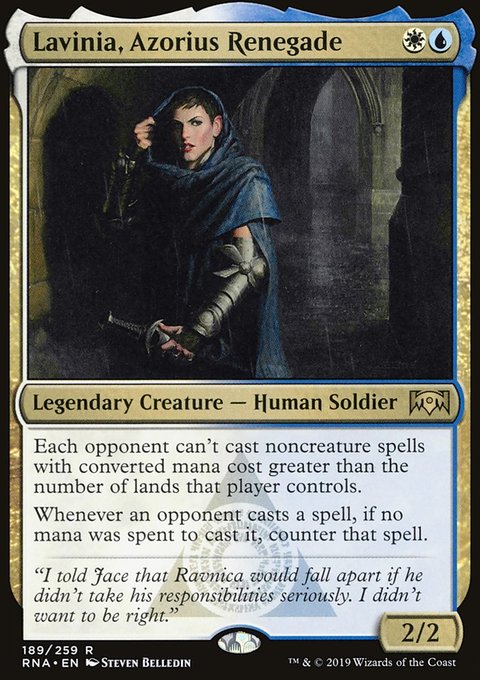 Lavinia, Azorius Renegade
Legendary Creature — Human Soldier
Each opponent can't cast noncreature spells
with converted mana cost greater than the
number of lands that player controls.
Whenever an opponent casts a spell, if no
mana was spent to cast it, counter that spell.
“I told Jace that Ravnica would fall apart if he
didn't take his responsibilities seriously. I didn't
want to be right.”
2/2
189/259 R
RNA • EN Steven Belledin
™ & © 2019 Wizards of the Coast